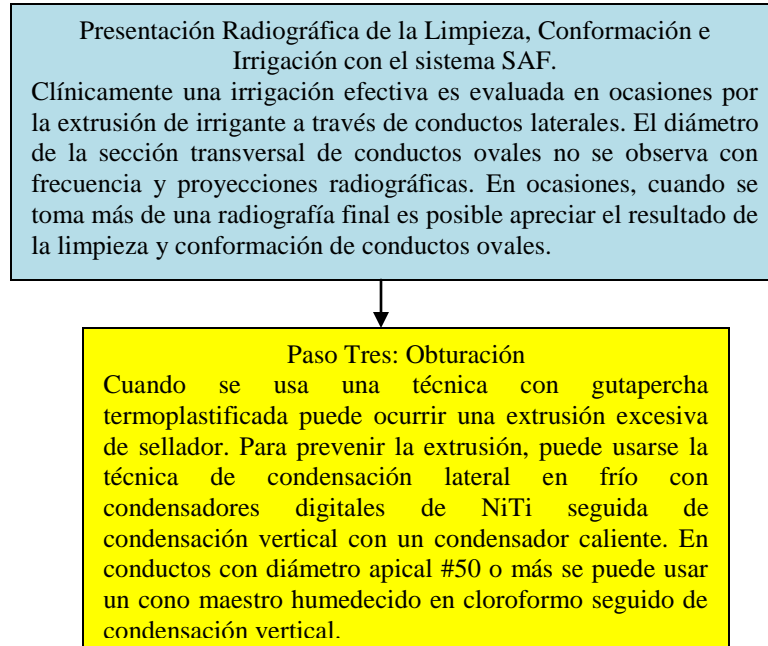 Presentación Radiográfica de la Limpieza, Conformación e
Irrigación con el sistema SAF.
Clínicamente una irrigación efectiva es evaluada en ocasiones por
la extrusión de irrigante a través de conductos laterales. El diámetro
de la sección transversal de conductos ovales no se observa con
frecuencia y proyecciones radiográficas. En ocasiones, cuando se
toma más de una radiografía final es posible apreciar el resultado de
la limpieza y conformación de conductos ovales.
Paso Tres: Obturación
Cuando se usa una técnica con gutapercha
termoplastificada puede ocurrir una extrusión excesiva
de sellador. Para prevenir la extrusión, puede usarse la
técnica de condensación lateral en frío con
condensadores digitales de NiTi seguida de
condensación vertical con un condensador caliente. En
conductos con diámetro apical #50 o más se puede usar
un cono maestro humedecido en cloroformo seguido de
condensación vertical.